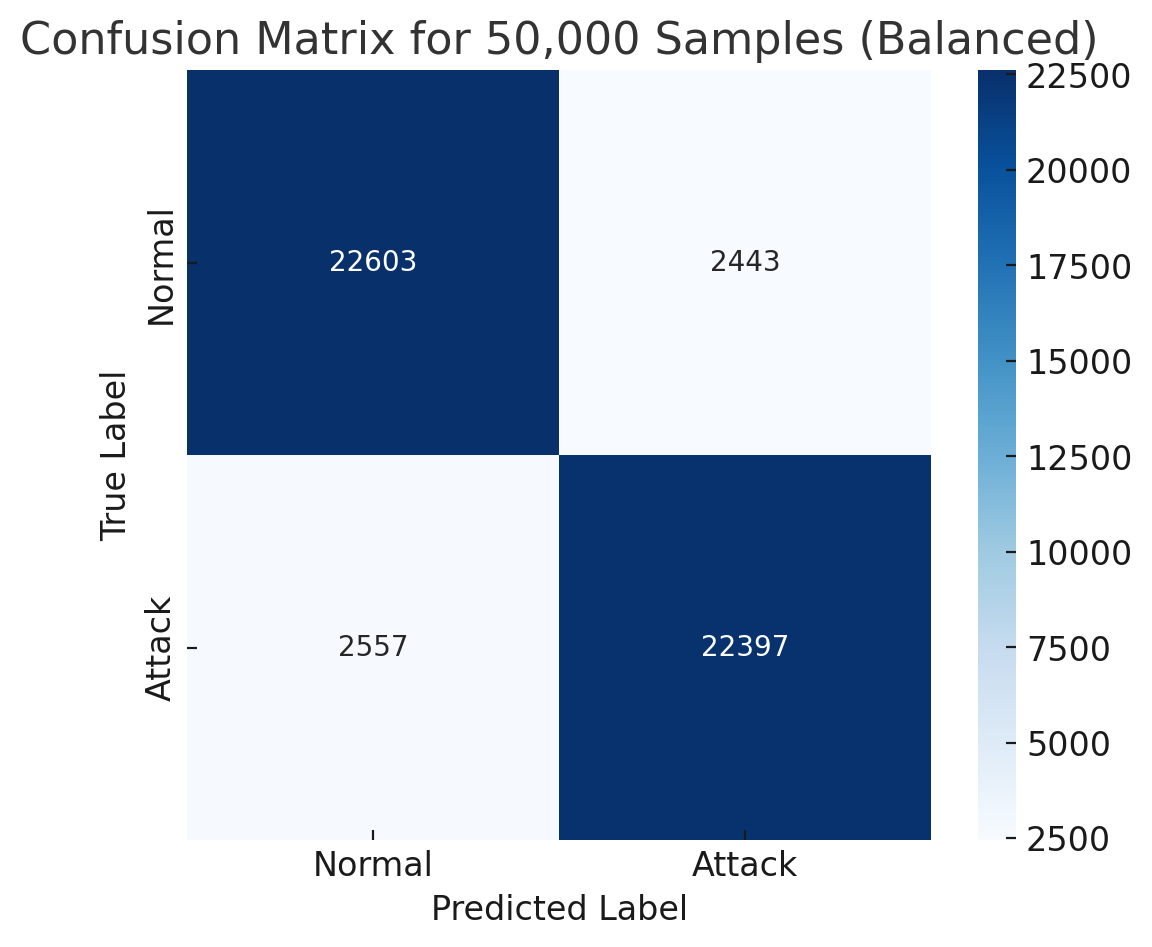 Confusion Matrix for 50,000 Samples (Balanced)
True Label
Normal
Attack
22603
2443
2557
22397
Normal
Attack
Predicted Label
22500
20000
17500
15000
12500
10000
7500
5000
2500